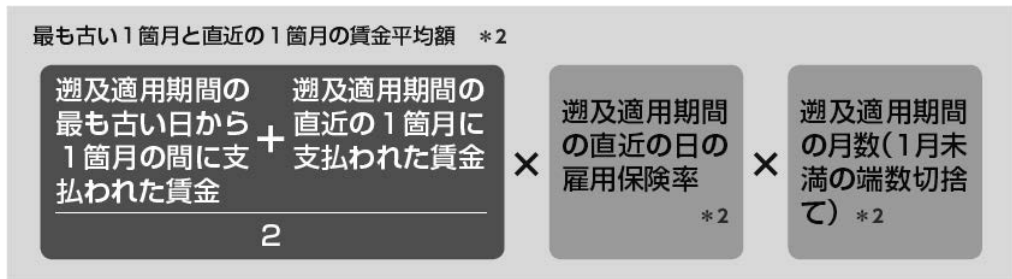 最も古い1箇月と直近の1箇月の賃金平均額 *2
遡及適用期間の
最も古い日から
1箇月の間に支
払われた賃金
+
遡及適用期間の
直近の1箇月に
支払われた賃金
2
×
遡及適用期間
の直近の日の
雇用保険率
*2
×
遡及適用期間
の月数(1月未
満の端数切捨
て) *2